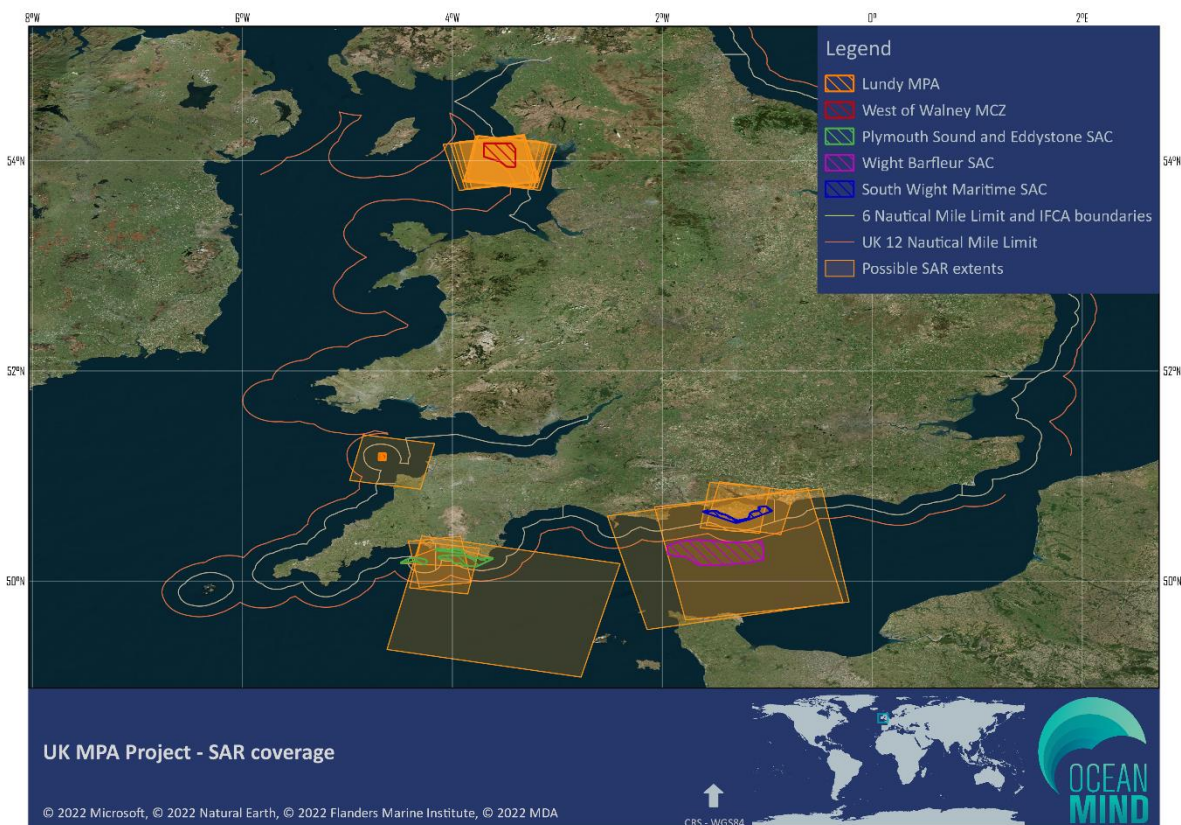 8°W 6°W 4°W 2°W 0° 2°E
Legend
Lundy MPA
West of Walney MCZ
Plymouth Sound and Eddystone SAC
Wight Barfleur SAC
South Wight Maritime SAC
6 Nautical Mile Limit and IFCA boundaries
UK 12 Nautical Mile Limit
Possible SAR extents
54°N 54°N
52°N 52°N
50°N 50°N
UK MPA Project - SAR coverage
© 2022 Microsoft, © 2022 Natural Earth, © 2022 Flanders Marine Institute, © 2022 MDA
CRS - WGS84
OCEAN
MIND